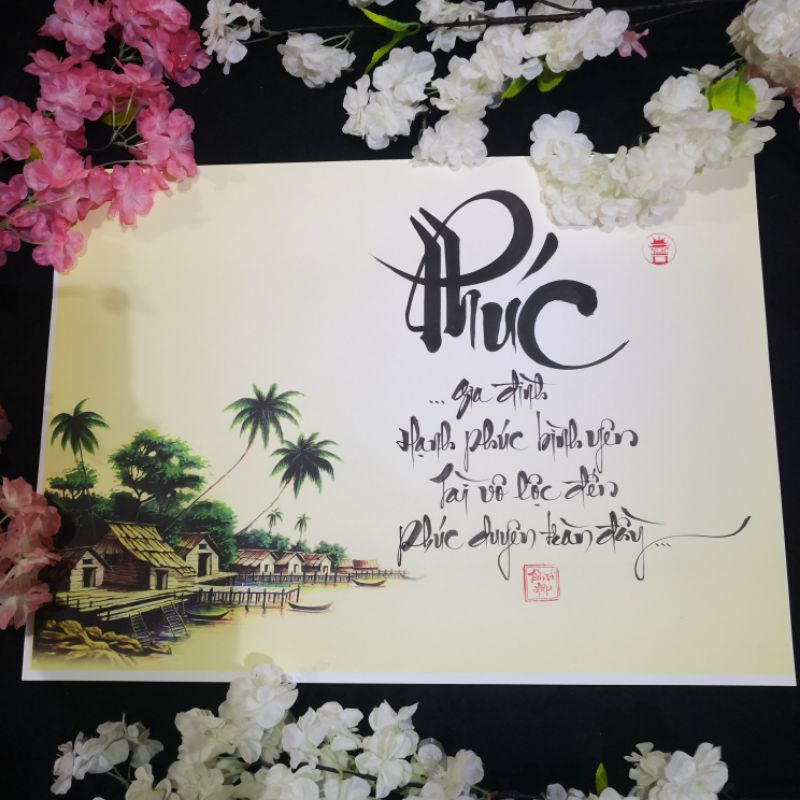 Phúc
... gia đình
Hạnh phúc bình yên
Tài vô lộc đến
phúc duyên tràn đầy...